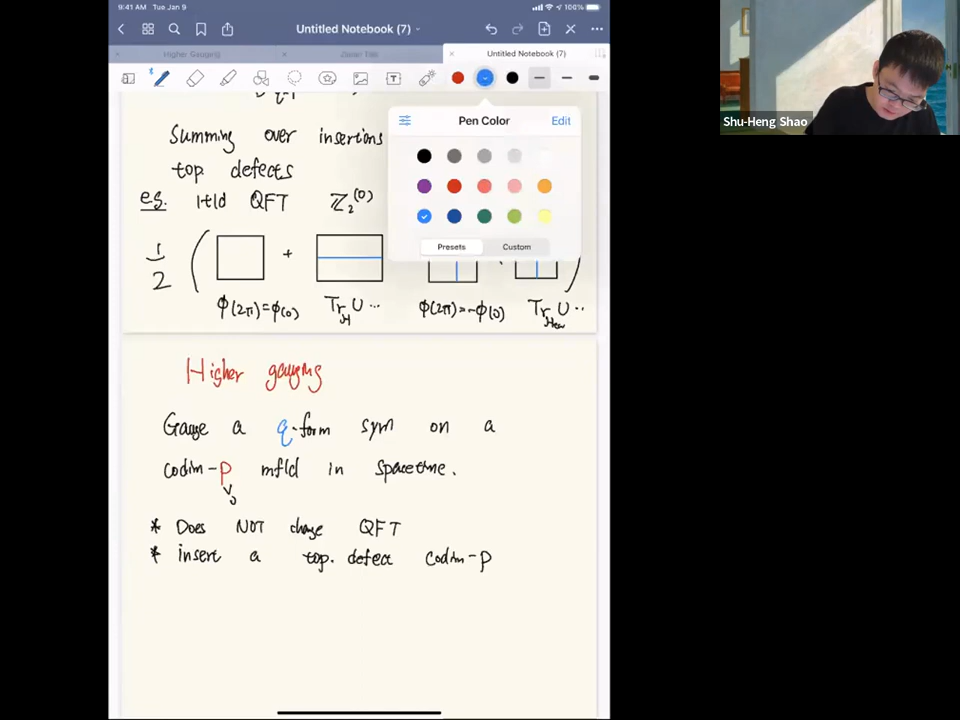 9:41 AM Tue Jan 9
100%
Untitled Notebook (7)
Higher Gauging
Untitled Notebook (7)
Pen Color
Edit
Presets
Custom
Summing over insertions
top. defects
e.g. 1+1d QFT ℤ₂⁽⁰⁾
1/2 ( + )
ϕ(2π)=ϕ(0) Tr_H U ... ϕ(2π)=-ϕ(0) Tr_H U ..
Higher gauging
Gauge a q-form sym on a
codim-p mfld in spacetime.
v
0
* Does NOT change QFT
* insert a top. defect codim-p
Shu-Heng Shao